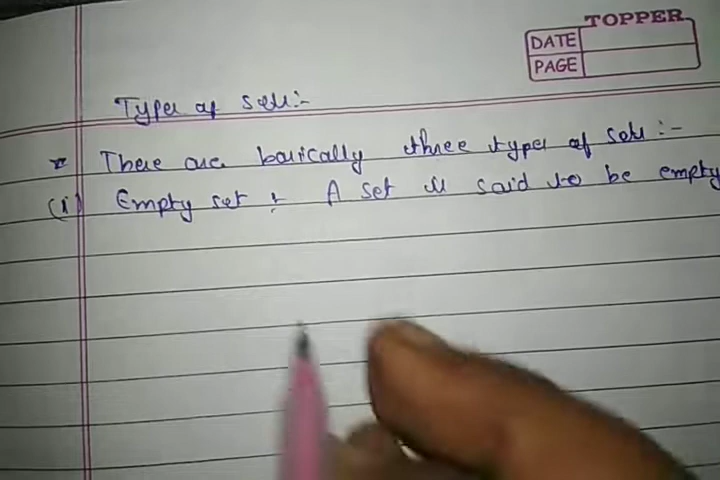 TOPPER
DATE
PAGE
Types of sets:-
* There are basically three types of sets :-
(i) Empty set : A set is said to be empty